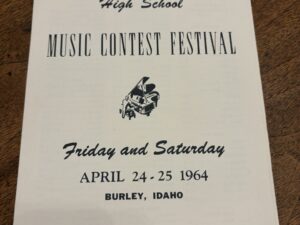 High School
MUSIC CONTEST FESTIVAL
Friday and Saturday
APRIL 24 - 25 1964
BURLEY, IDAHO